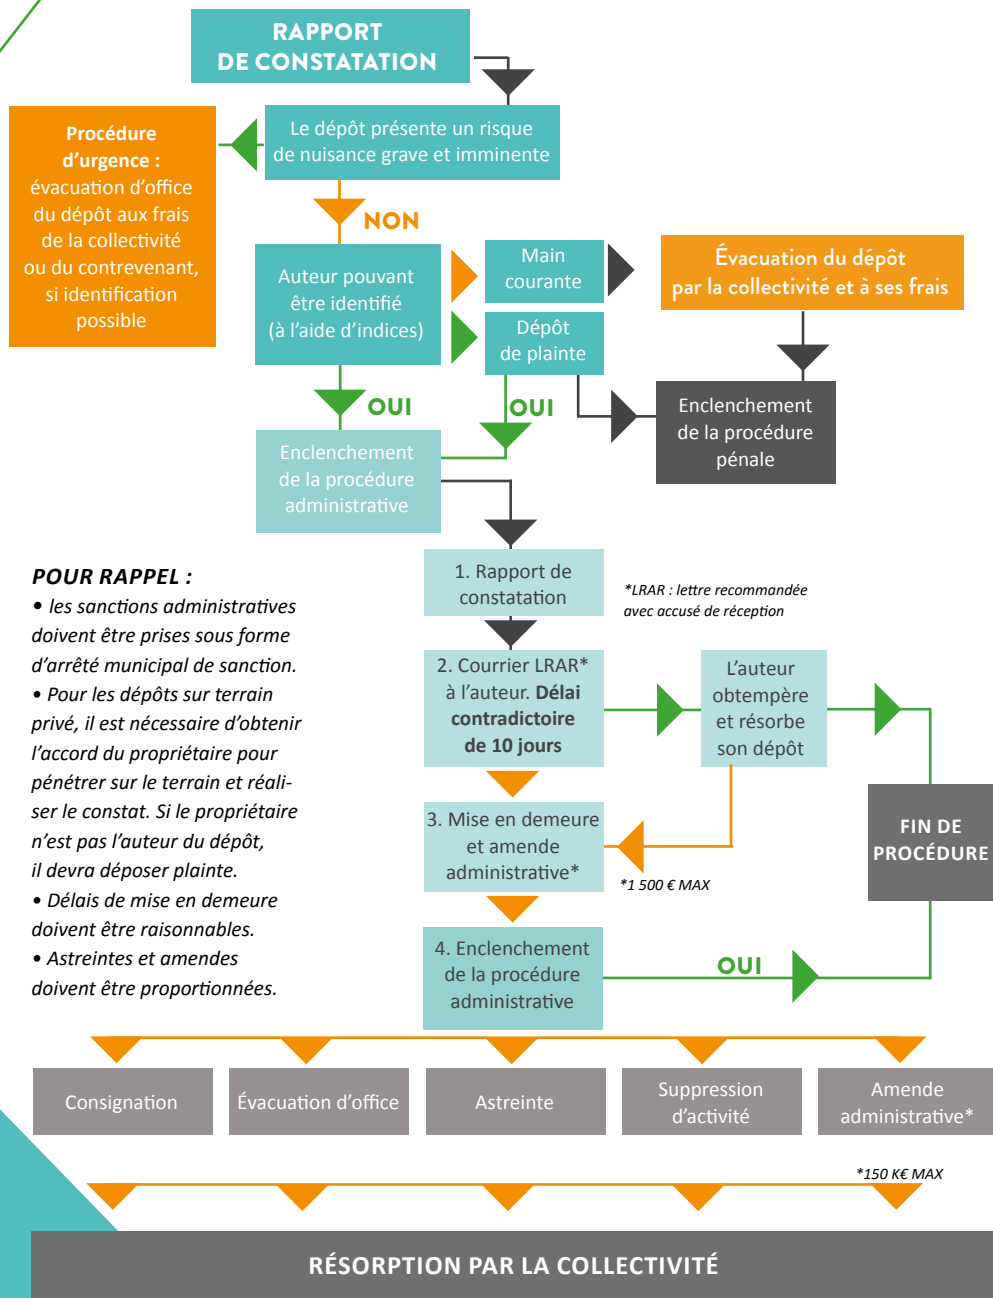 RAPPORT
DE CONSTATATION
Le dépôt présente un risque
de nuisance grave et imminente
Procédure
d'urgence :
évacuation d'office
du dépôt aux frais
de la collectivité
ou du contrevenant,
si identification
possible
NON
Auteur pouvant
être identifié
(à l'aide d'indices)
Main
courante
Évacuation du dépôt
par la collectivité et à ses frais
Dépôt
de plainte
OUI
OUI
Enclenchement
de la procédure
pénale
Enclenchement
de la procédure
administrative
1. Rapport de
constatation
*LRAR : lettre recommandée
avec accusé de réception
POUR RAPPEL :
• les sanctions administratives
doivent être prises sous forme
d'arrêté municipal de sanction.
• Pour les dépôts sur terrain
privé, il est nécessaire d'obtenir
l'accord du propriétaire pour
pénétrer sur le terrain et réali-
ser le constat. Si le propriétaire
n'est pas l'auteur du dépôt,
il devra déposer plainte.
• Délais de mise en demeure
doivent être raisonnables.
• Astreintes et amendes
doivent être proportionnées.
2. Courrier LRAR*
à l'auteur. Délai
contradictoire
de 10 jours
L'auteur
obtempère
et résorbe
son dépôt
3. Mise en demeure
et amende
administrative*
*1 500 € MAX
FIN DE
PROCÉDURE
4. Enclenchement
de la procédure
administrative
OUI
Consignation
Évacuation d'office
Astreinte
Suppression
d'activité
Amende
administrative*
*150 K€ MAX
RÉSORPTION PAR LA COLLECTIVITÉ